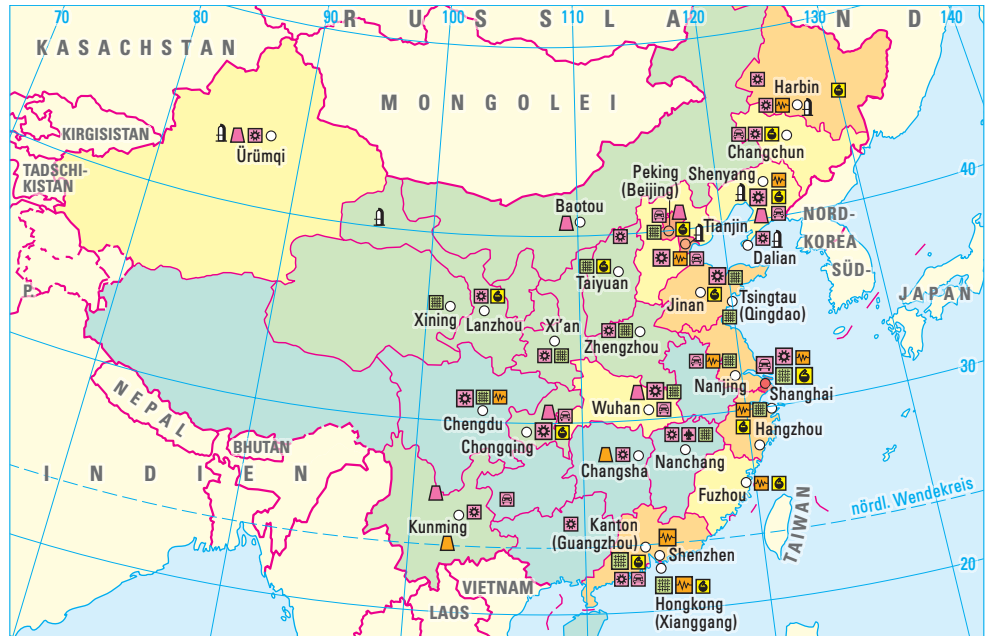 70
80
90
100
110
120
130
140
RUSSLAND
KASACHSTAN
MONGOLEI
Harbin
KIRGISISTAN
Ürümqi
Changchun
TADSCHI-
KISTAN
Peking
(Beijing)
Shenyang
40
Baotou
Tianjin
NORD-
KOREA
Dalian
SÜD-
P.
Taiyuan
JAPAN
Jinan
Tsingtau
(Qingdao)
Xining
Lanzhou
Xi'an
Zhengzhou
30
Nanjing
Shanghai
NEPAL
Chengdu
Wuhan
Hangzhou
BHUTAN
Chongqing
Changsha
Nanchang
INDIEN
Fuzhou
nördl. Wendekreis
Kunming
Kanton
(Guangzhou)
TAIWAN
Shenzhen
20
VIETNAM
LAOS
Hongkong
(Xianggang)